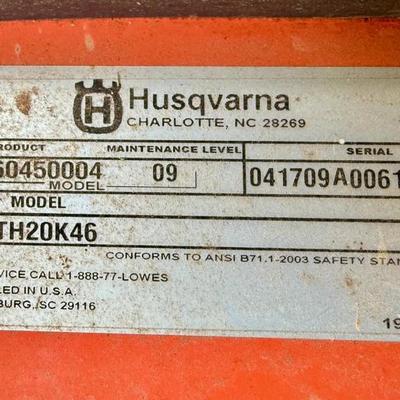 Husqvarna
CHARLOTTE, NC 28269
RODUCT MAINTENANCE LEVEL SERIAL
60450004 09 041709A0061
MODEL
MODEL
TH20K46
CONFORMS TO ANSI B71.1-2003 SAFETY STAN
VICE CALL 1-888-77-LOWES
LED IN U.S.A.
BURG, SC 29116
19